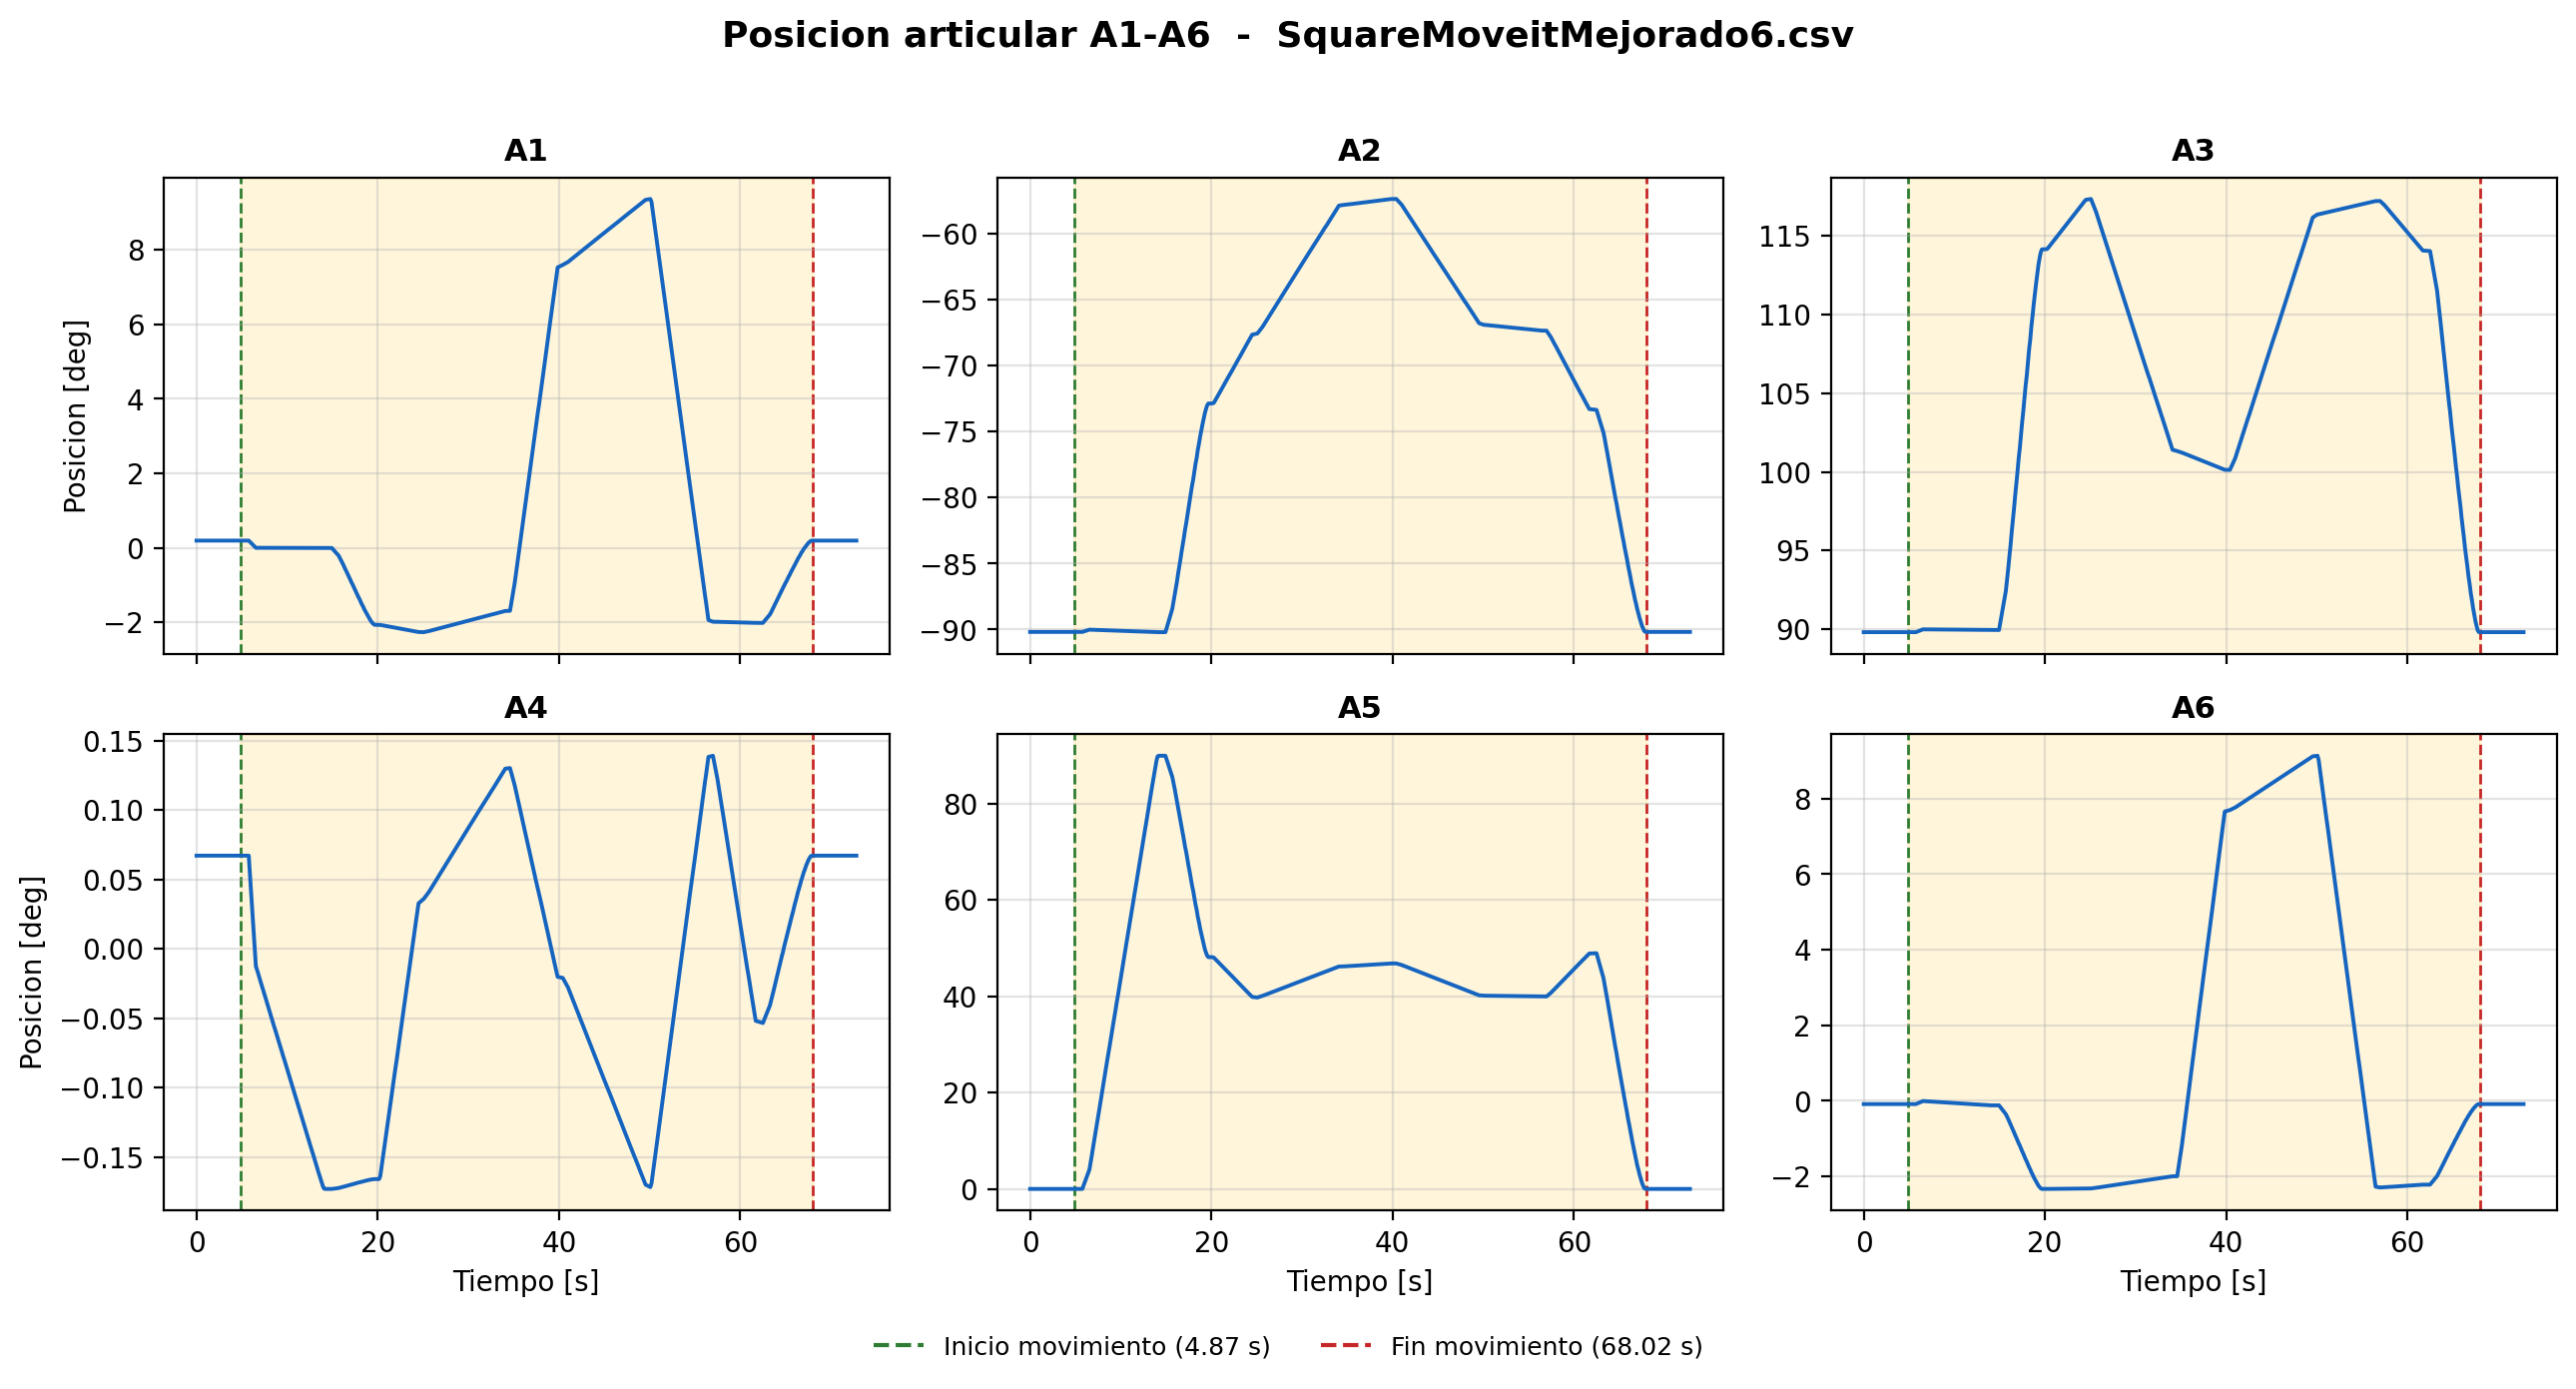 Posicion articular A1-A6  -  SquareMoveitMejorado6.csv
A1
A2
A3
Posicion [deg]
8
6
4
2
0
−2
−60
−65
−70
−75
−80
−85
−90
115
110
105
100
95
90
A4
A5
A6
Posicion [deg]
0.15
0.10
0.05
0.00
−0.05
−0.10
−0.15
80
60
40
20
0
8
6
4
2
0
−2
0 20 40 60
0 20 40 60
0 20 40 60
Tiempo [s]
Tiempo [s]
Tiempo [s]
Inicio movimiento (4.87 s)
Fin movimiento (68.02 s)